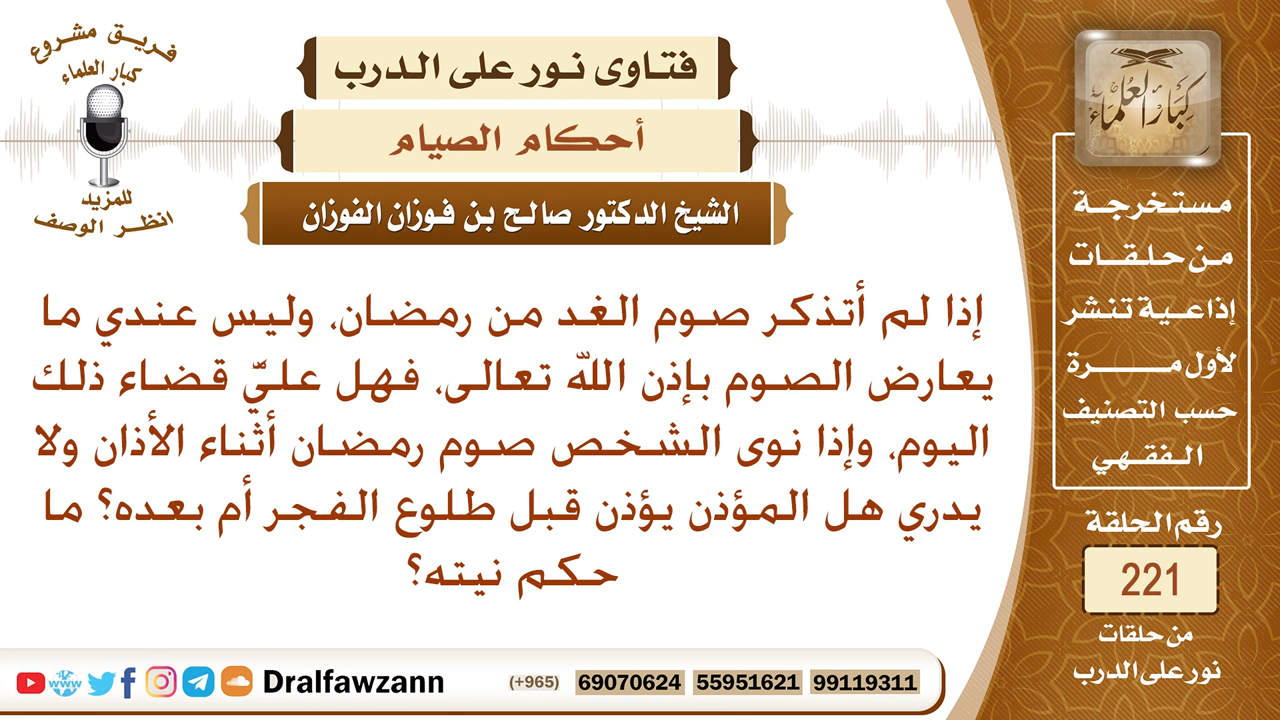 فريق مشروع
كبار العلماء
للمزيد
انظر الوصف
فتاوى نور على الدرب
أحكام الصيام
الشيخ الدكتور صالح بن فوزان الفوزان
إذا لم أتذكر صوم الغد من رمضان، وليس عندي ما
يعارض الصوم بإذن الله تعالى، فهل عليّ قضاء ذلك
اليوم، وإذا نوى الشخص صوم رمضان أثناء الأذان ولا
يدري هل المؤذن يؤذن قبل طلوع الفجر أم بعده؟ ما
حكم نيته؟
كبار العلماء
مستخرجة
من حلقات
إذاعية تنشر
لأول مرة
حسب التصنيف
الفقهي
رقم الحلقة
221
من حلقات
نور على الدرب
www
Dralfawzann
(+965) 69070624 55951621 99119311